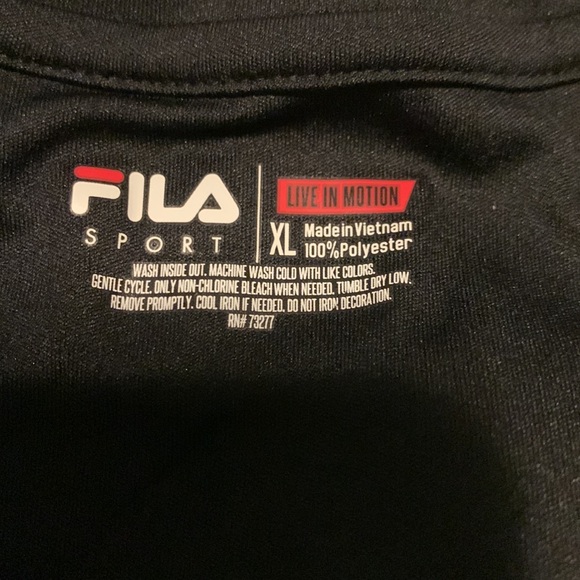 FILA
SPORT
LIVE IN MOTION
XL
Made in Vietnam
100% Polyester
WASH INSIDE OUT. MACHINE WASH COLD WITH LIKE COLORS.
GENTLE CYCLE. ONLY NON-CHLORINE BLEACH WHEN NEEDED. TUMBLE DRY LOW.
REMOVE PROMPTLY. COOL IRON IF NEEDED. DO NOT IRON DECORATION.
RN# 73277